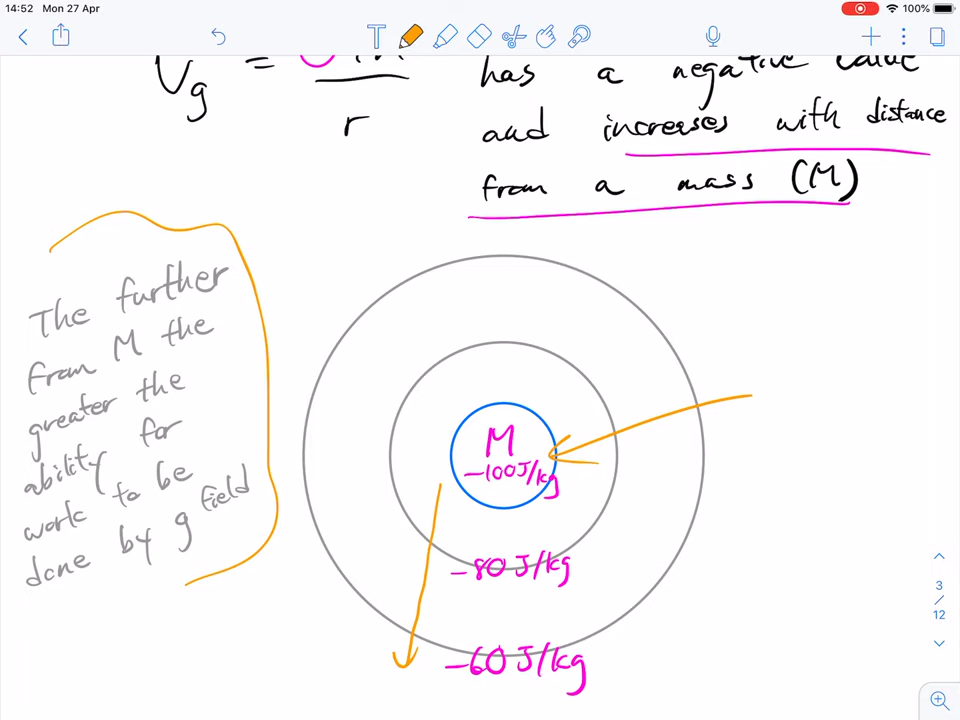 14:52 Mon 27 Apr
100%
Vg =
r
has a negative value
and increases with distance
from a mass (M)
The further
from M the
greater the
ability for
work to be
done by g field
M
-100J/kg
-80J/kg
-60J/kg
3
/
12